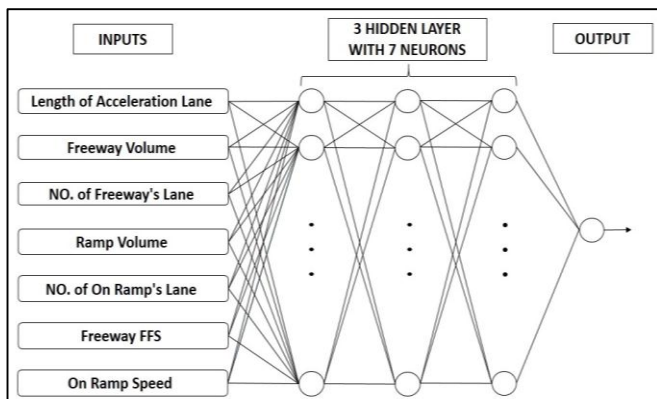 INPUTS
3 HIDDEN LAYER
WITH 7 NEURONS
OUTPUT
Length of Acceleration Lane
Freeway Volume
NO. of Freeway's Lane
Ramp Volume
NO. of On Ramp's Lane
Freeway FFS
On Ramp Speed